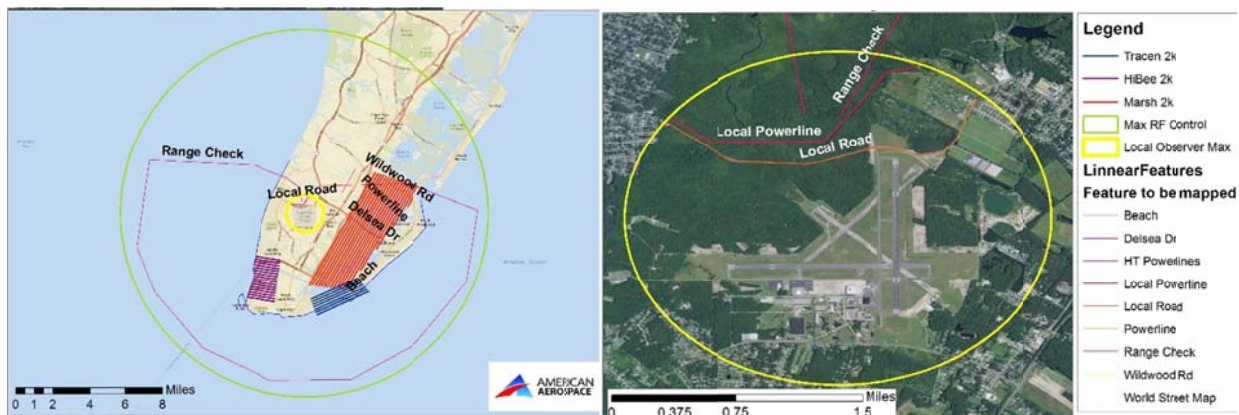 Range Check
Local Road
Wildwood Rd
Powerline
Delsea Dr
Beach
Miles
0 1 2 4 6 8
AMERICAN
AEROSPACE
Range Check
Local Powerline
Local Road
Miles
0 0.375 0.75 1.5
Legend
Tracen 2k
HiBee 2k
Marsh 2k
Max RF Control
Local Observer Max
LinnearFeatures
Feature to be mapped
Beach
Delsea Dr
HT Powerlines
Local Powerline
Local Road
Powerline
Range Check
Wildwood Rd
World Street Map